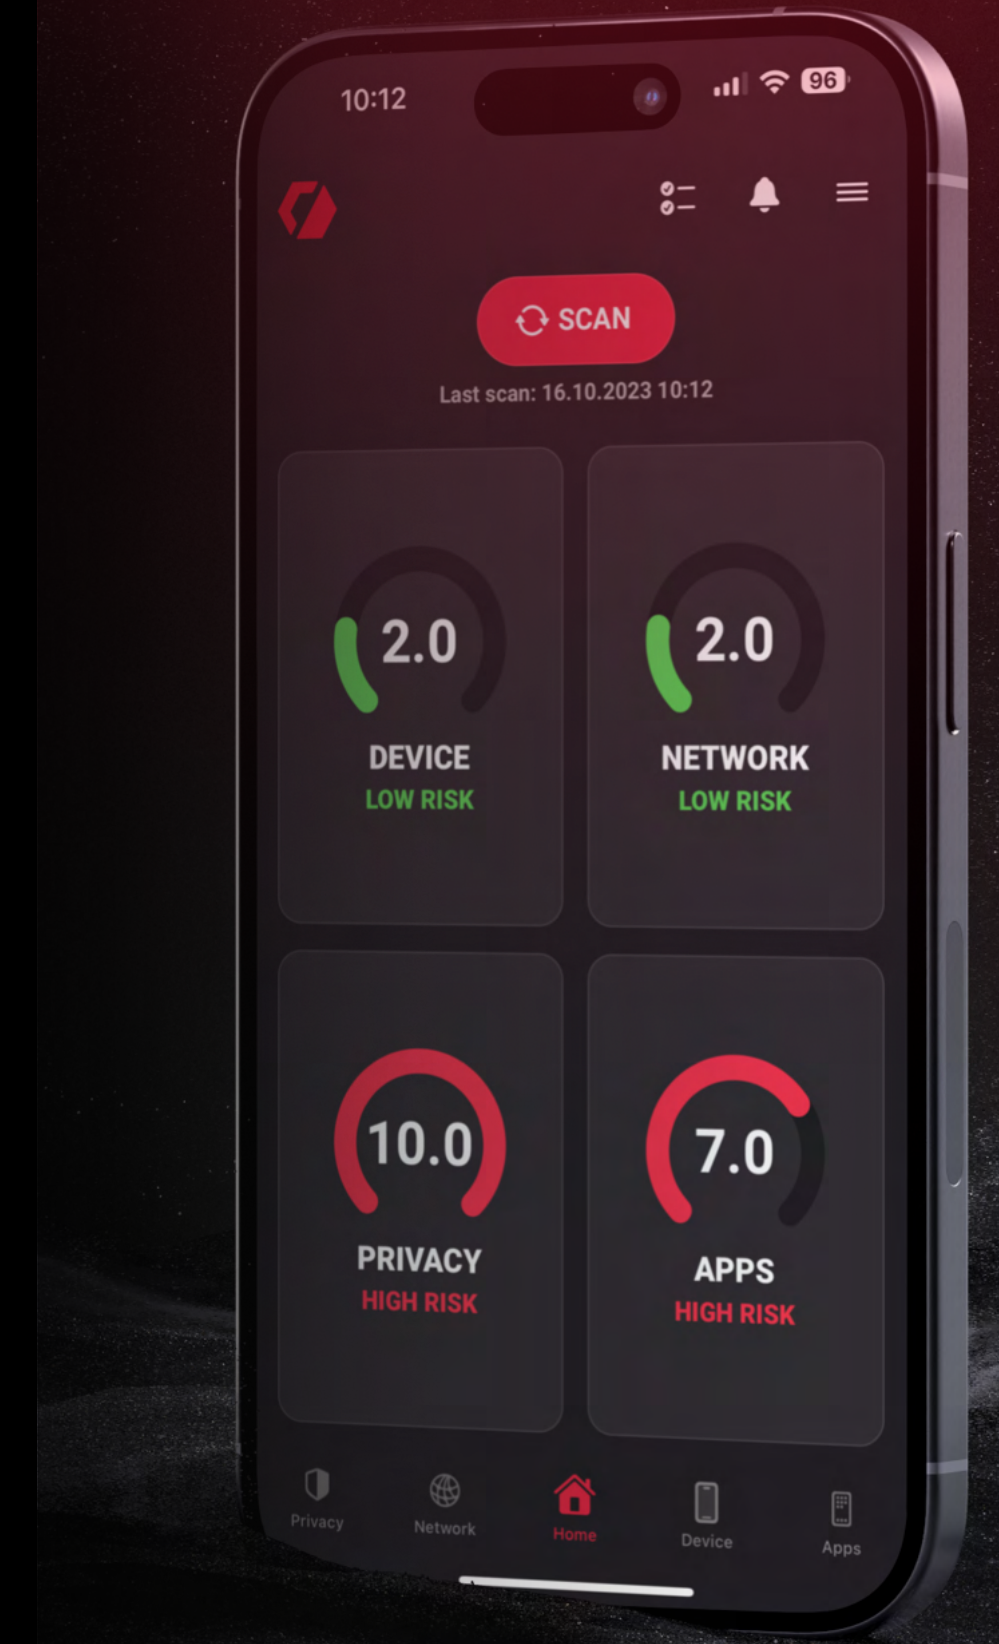 10:12
96
SCAN
Last scan: 16.10.2023 10:12
2.0
DEVICE
LOW RISK
2.0
NETWORK
LOW RISK
10.0
PRIVACY
HIGH RISK
7.0
APPS
HIGH RISK
Privacy
Network
Home
Device
Apps